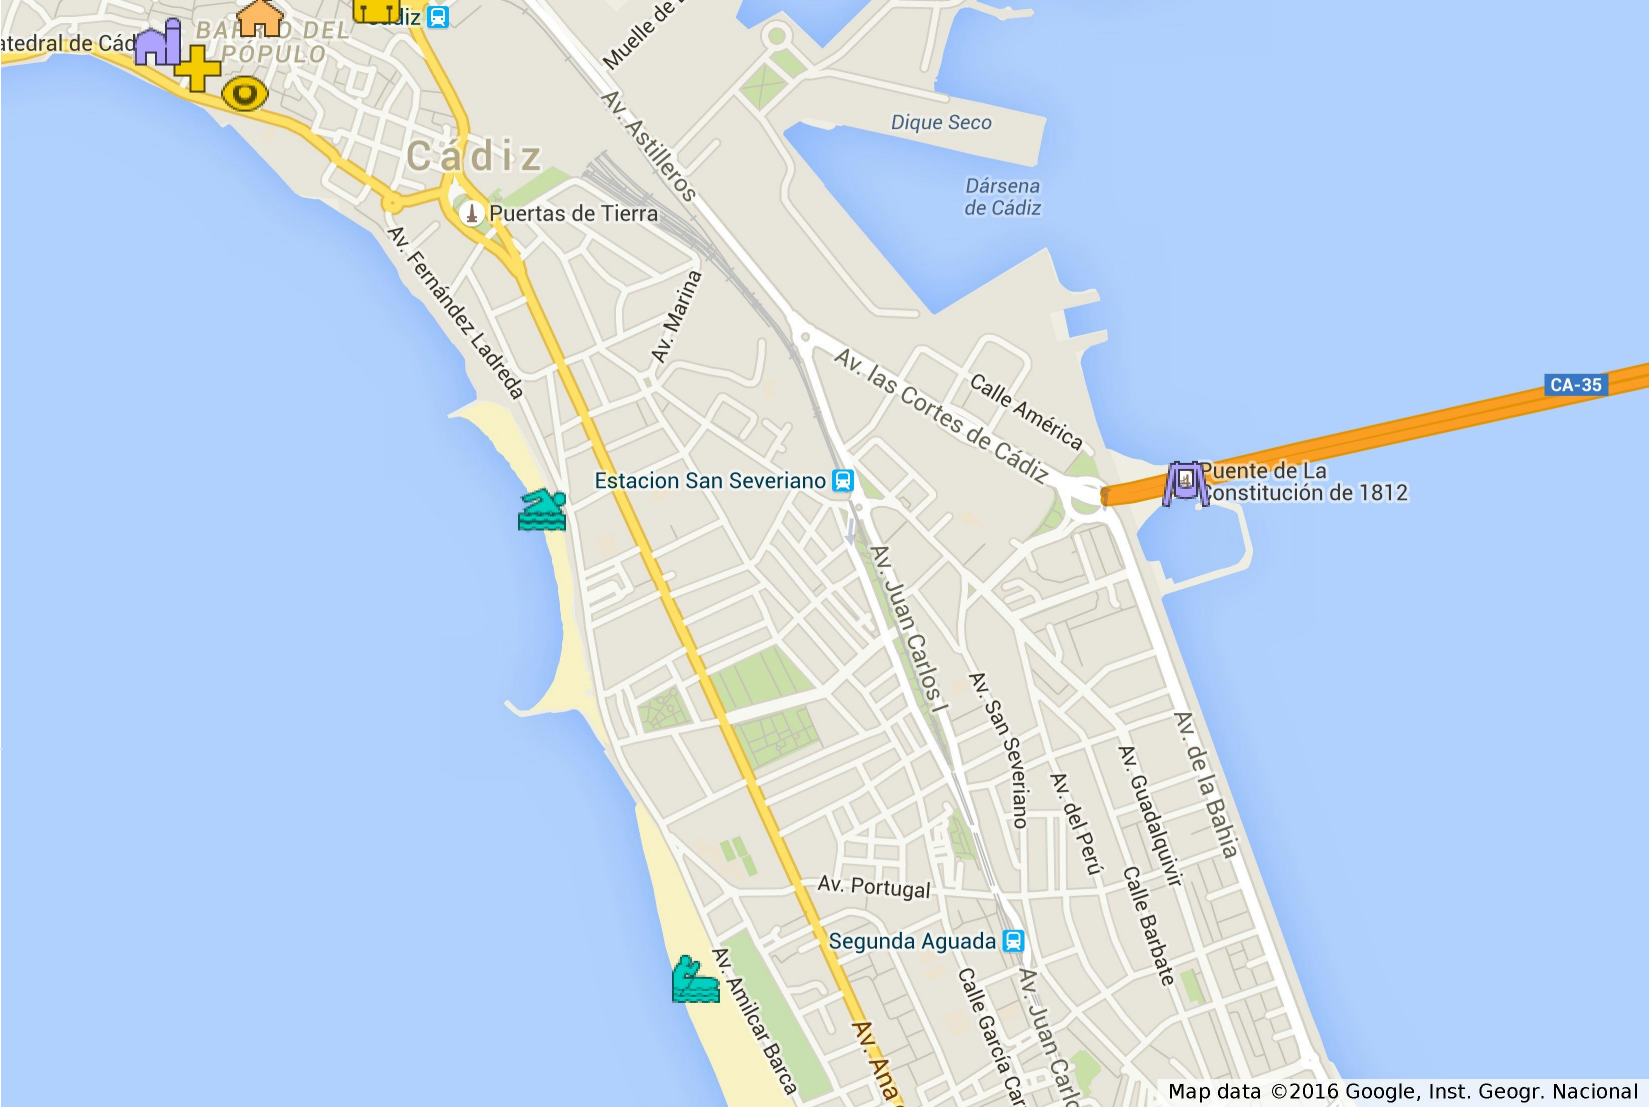 Cádiz
Muelle de
atedral de Cád
BARRIO DEL
PÓPULO
Av. Astilleros
Dique Seco
Cádiz
Dársena
de Cádiz
Puertas de Tierra
Av. Fernández Ladreda
Av. Marina
Av. las Cortes de Cádiz
Calle América
CA-35
Estacion San Severiano
Puente de La
Constitución de 1812
Av. Juan Carlos I
Av. San Severiano
Av. de la Bahia
Av. Guadalquivir
Av. del Perú
Av. Portugal
Calle Barbate
Segunda Aguada
Av. Amilcar Barca
Calle García Car
Av. Juan Carlo
Av. Ana
Map data ©2016 Google, Inst. Geogr. Nacional